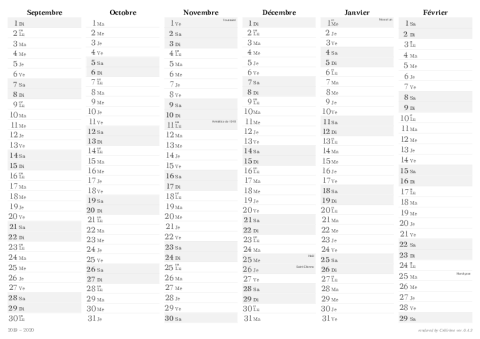 Septembre
1 Di
2 Lu
3 Ma
4 Me
5 Je
6 Ve
7 Sa
8 Di
9 Lu
10 Ma
11 Me
12 Je
13 Ve
14 Sa
15 Di
16 Lu
17 Ma
18 Me
19 Je
20 Ve
21 Sa
22 Di
23 Lu
24 Ma
25 Me
26 Je
27 Ve
28 Sa
29 Di
30 Lu
Octobre
1 Ma
2 Me
3 Je
4 Ve
5 Sa
6 Di
7 Lu
8 Ma
9 Me
10 Je
11 Ve
12 Sa
13 Di
14 Lu
15 Ma
16 Me
17 Je
18 Ve
19 Sa
20 Di
21 Lu
22 Ma
23 Me
24 Je
25 Ve
26 Sa
27 Di
28 Lu
29 Ma
30 Me
31 Je
Novembre
1 Ve Toussaint
2 Sa
3 Di
4 Lu
5 Ma
6 Me
7 Je
8 Ve
9 Sa
10 Di
11 Lu Armistice de 1918
12 Ma
13 Me
14 Je
15 Ve
16 Sa
17 Di
18 Lu
19 Ma
20 Me
21 Je
22 Ve
23 Sa
24 Di
25 Lu
26 Ma
27 Me
28 Je
29 Ve
30 Sa
Décembre
1 Di
2 Lu
3 Ma
4 Me
5 Je
6 Ve
7 Sa
8 Di
9 Lu
10 Ma
11 Me
12 Je
13 Ve
14 Sa
15 Di
16 Lu
17 Ma
18 Me
19 Je
20 Ve
21 Sa
22 Di
23 Lu
24 Ma
25 Me Noël
26 Je Saint-Étienne
27 Ve
28 Sa
29 Di
30 Lu
31 Ma
Janvier
1 Me Nouvel an
2 Je
3 Ve
4 Sa
5 Di
6 Lu
7 Ma
8 Me
9 Je
10 Ve
11 Sa
12 Di
13 Lu
14 Ma
15 Me
16 Je
17 Ve
18 Sa
19 Di
20 Lu
21 Ma
22 Me
23 Je
24 Ve
25 Sa
26 Di
27 Lu
28 Ma
29 Me
30 Je
31 Ve
Février
1 Sa
2 Di
3 Lu
4 Ma
5 Me
6 Je
7 Ve
8 Sa
9 Di
10 Lu
11 Ma
12 Me
13 Je
14 Ve
15 Sa
16 Di
17 Lu
18 Ma
19 Me
20 Je
21 Ve
22 Sa
23 Di
24 Lu
25 Ma Mardi gras
26 Me
27 Je
28 Ve
29 Sa
2019 – 2020